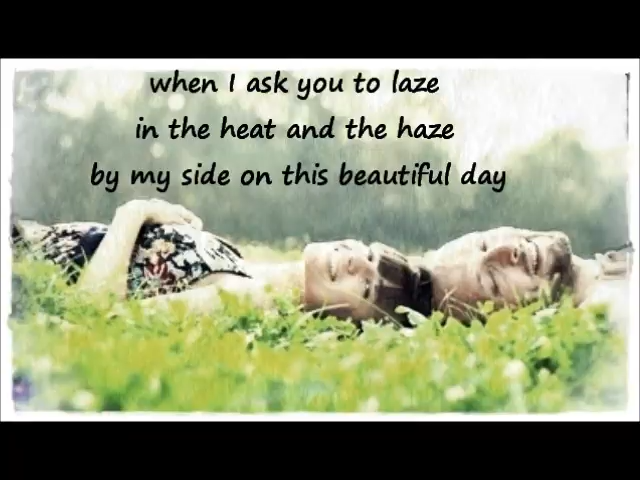 when I ask you to laze
in the heat and the haze
by my side on this beautiful day